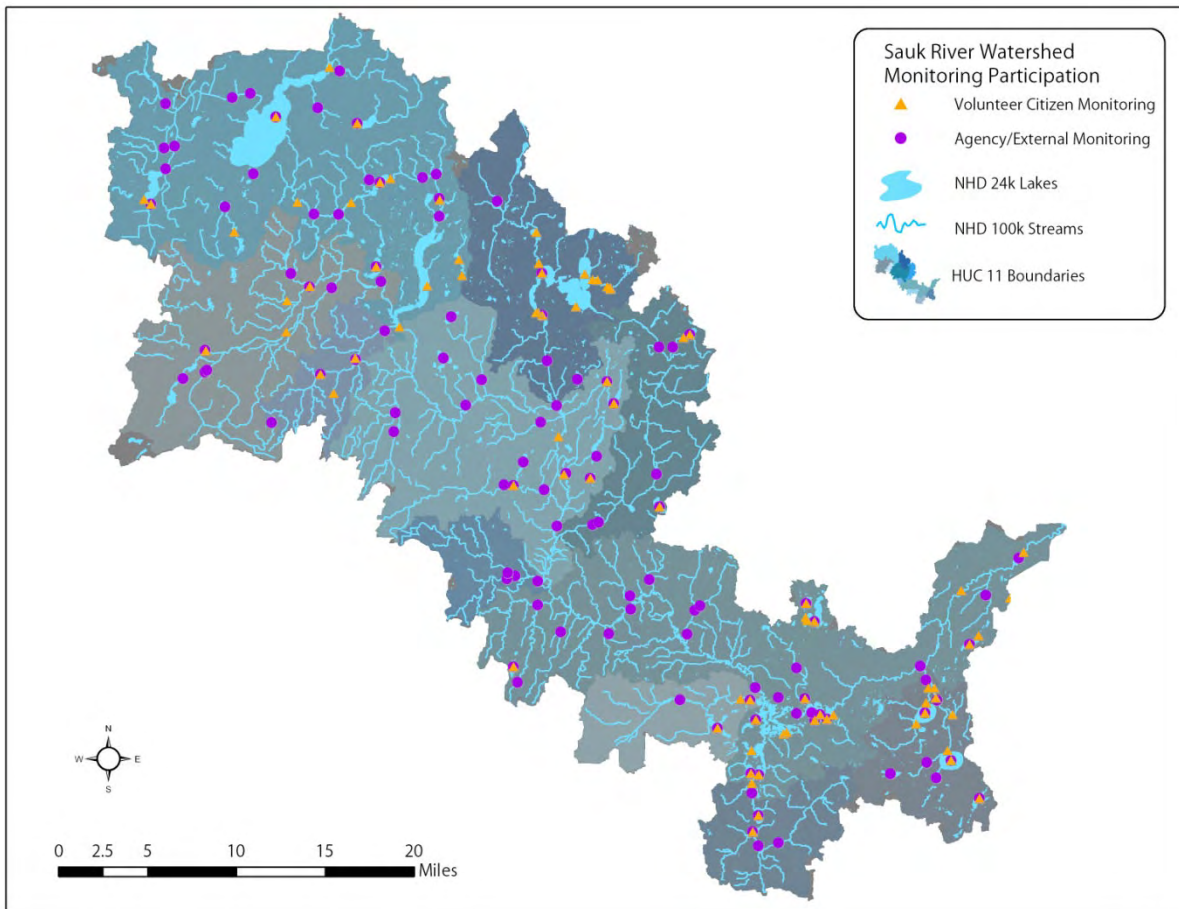 Sauk River Watershed
Monitoring Participation
Volunteer Citizen Monitoring
Agency/External Monitoring
NHD 24k Lakes
NHD 100k Streams
HUC 11 Boundaries
N
W E
S
0 2.5 5 10 15 20
Miles